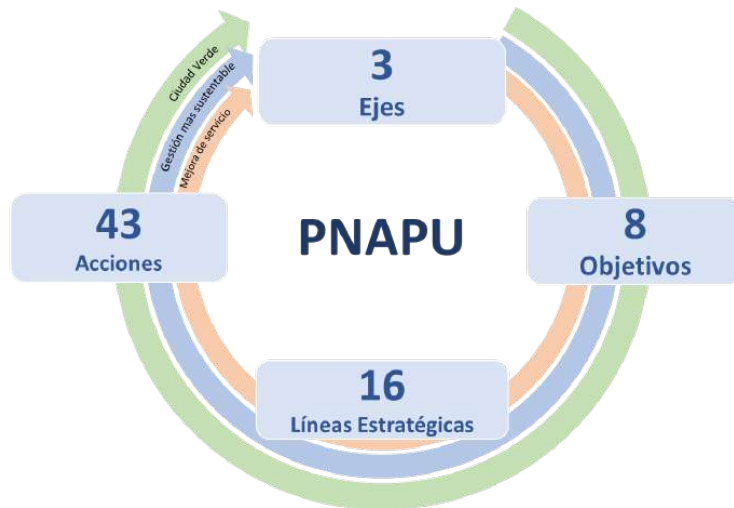 3
Ejes
Ciudad Verde
Gestión mas sustentable
Mejora de servicio
43
Acciones
PNAPU
8
Objetivos
16
Líneas Estratégicas